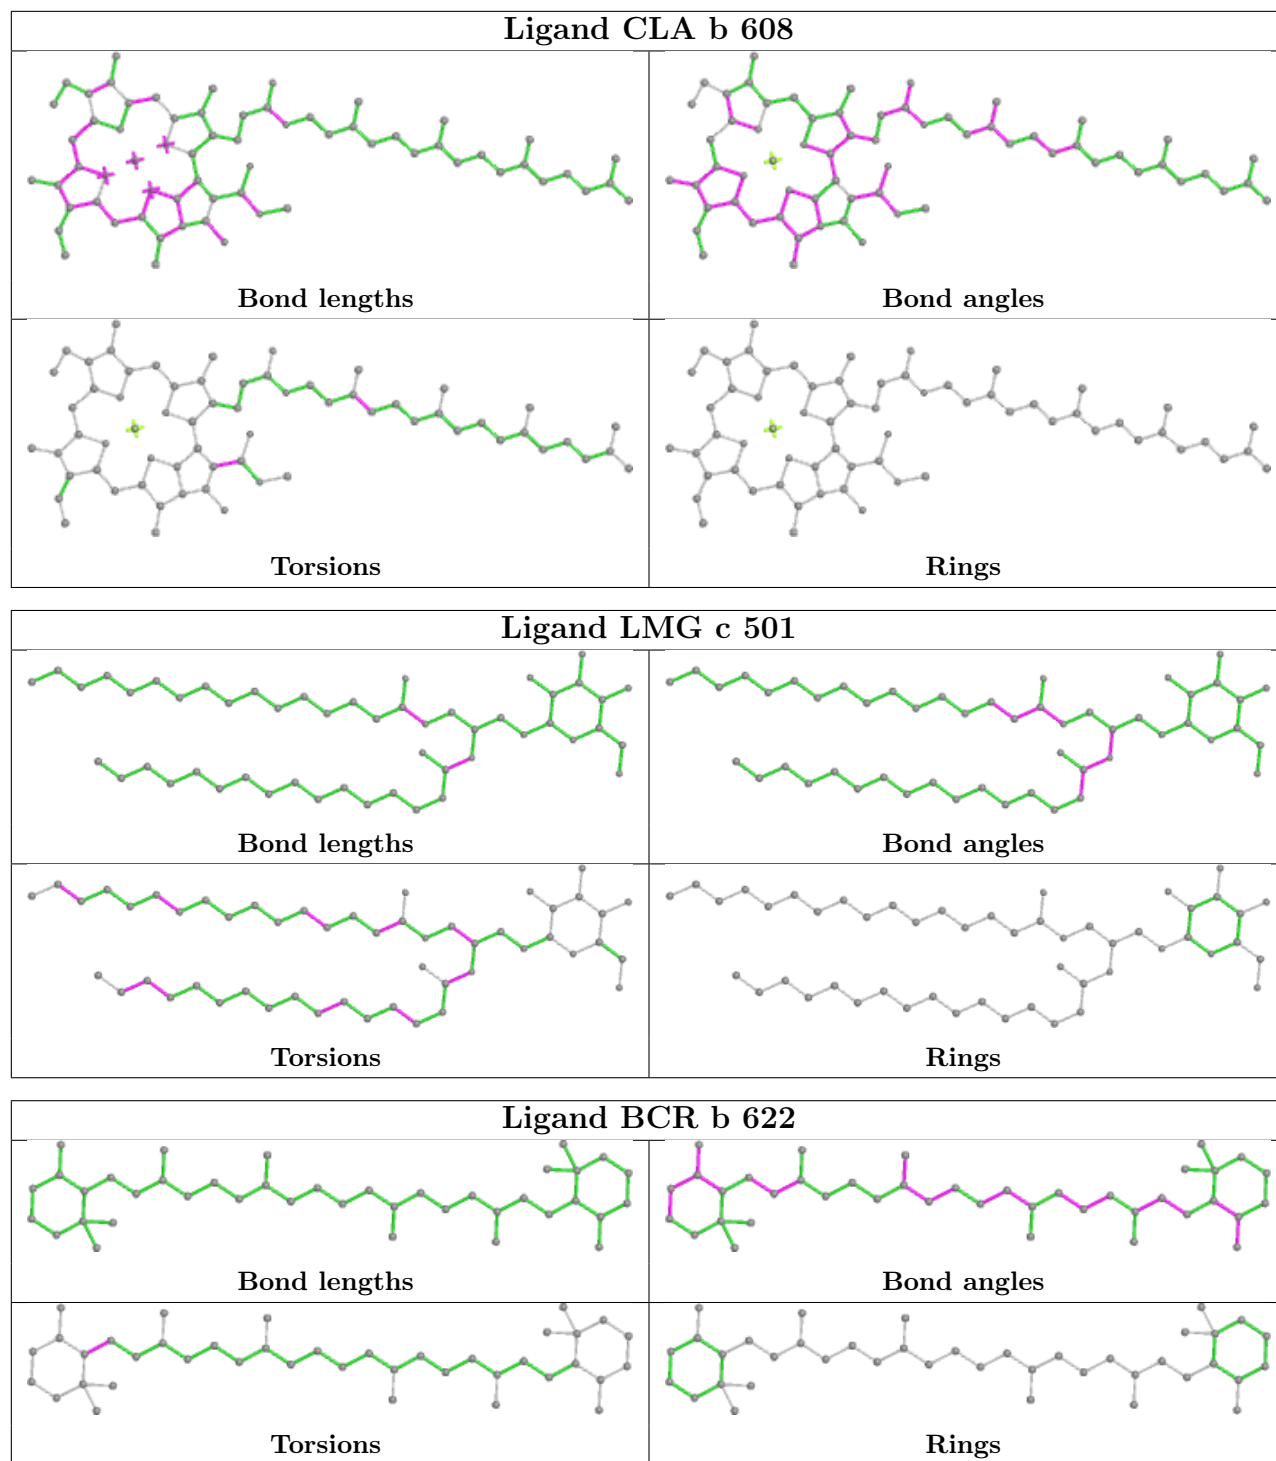 Ligand CLA b 608
Bond lengths
Bond angles
Torsions
Rings
Ligand LMG c 501
Bond lengths
Bond angles
Torsions
Rings
Ligand BCR b 622
Bond lengths
Bond angles
Torsions
Rings